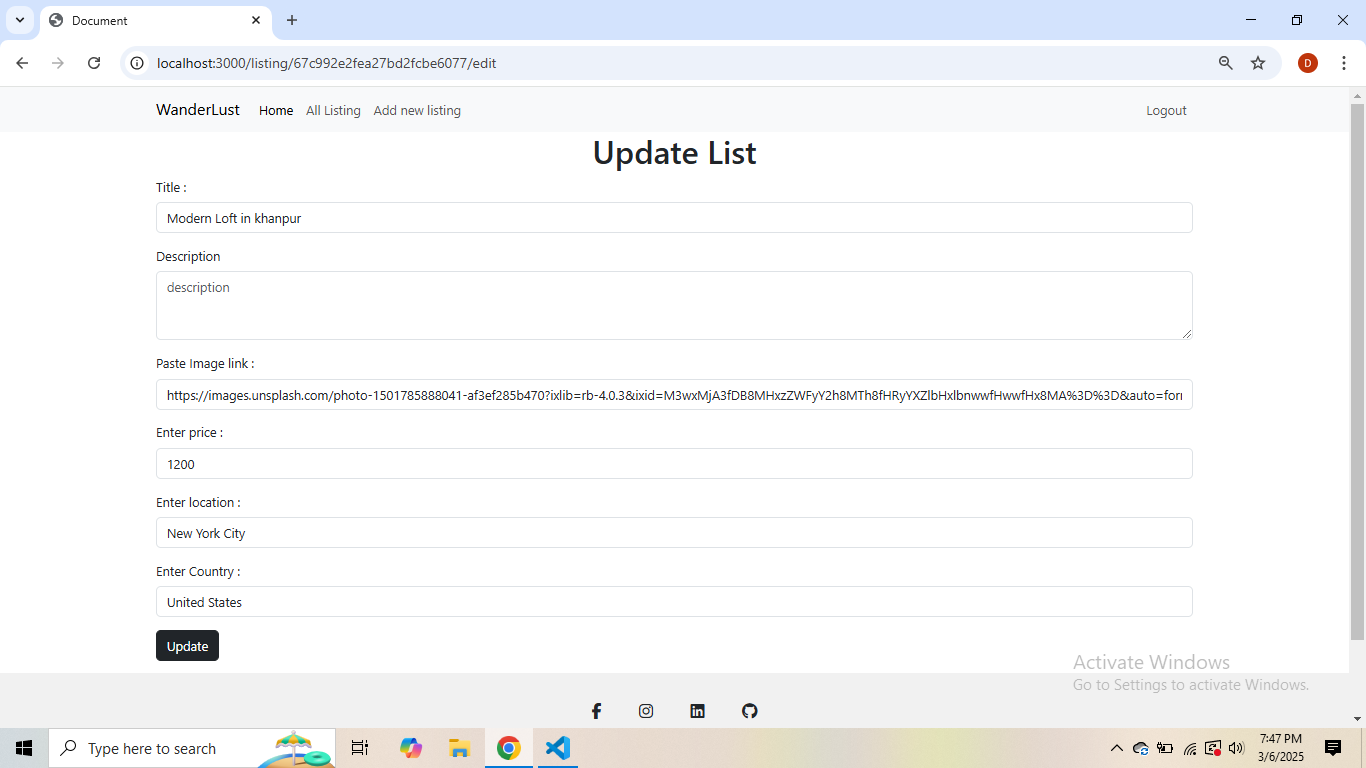 Document
localhost:3000/listing/67c992e2fea27bd2fcbe6077/edit
D
WanderLust Home All Listing Add new listing Logout
Update List
Title :
Modern Loft in khanpur
Description
description
Paste Image link :
https://images.unsplash.com/photo-1501785888041-af3ef285b470?ixlib=rb-4.0.3&ixid=M3wxMjA3fDB8MHxzZWFyY2h8MTh8fHRyYXZlbHxlbnwwfHwwfHx8MA%3D%3D&auto=forr
Enter price :
1200
Enter location :
New York City
Enter Country :
United States
Update
Activate Windows
Go to Settings to activate Windows.
Type here to search
7:47 PM
3/6/2025